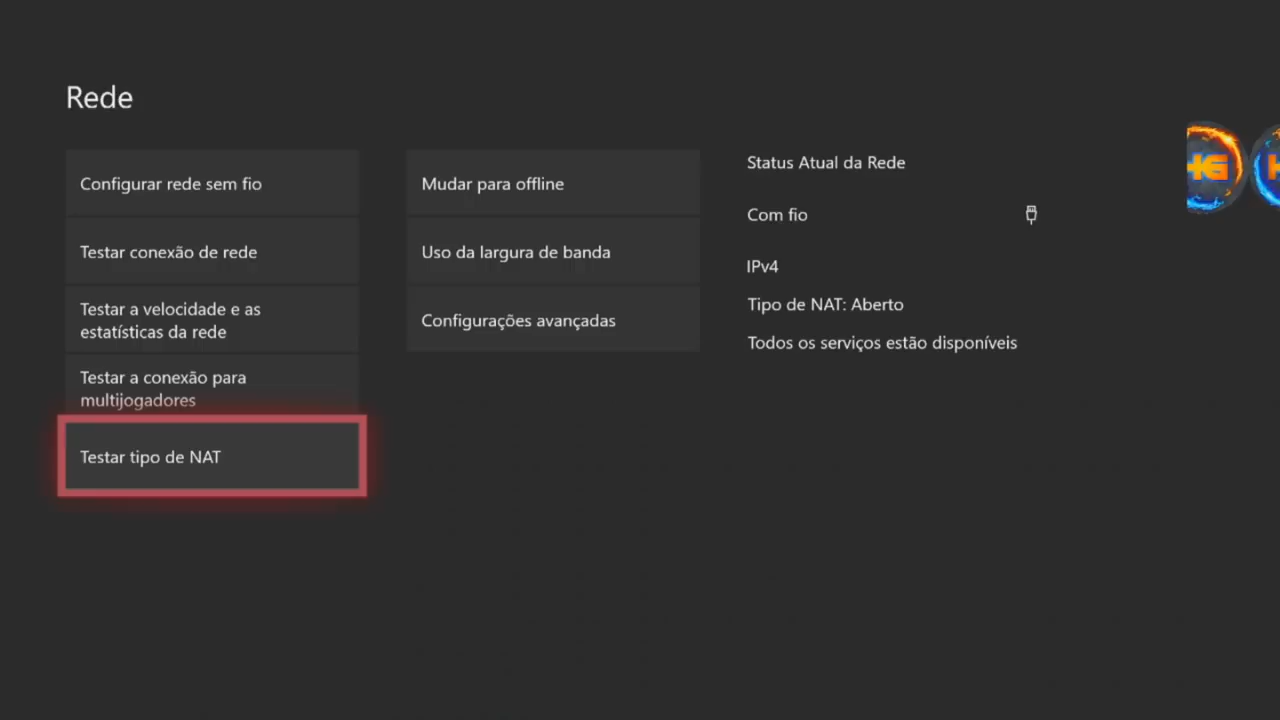 Rede
Configurar rede sem fio
Testar conexão de rede
Testar a velocidade e as
estatísticas da rede
Testar a conexão para
multijogadores
Testar tipo de NAT
Mudar para offline
Uso da largura de banda
Configurações avançadas
Status Atual da Rede
Com fio
IPv4
Tipo de NAT: Aberto
Todos os serviços estão disponíveis